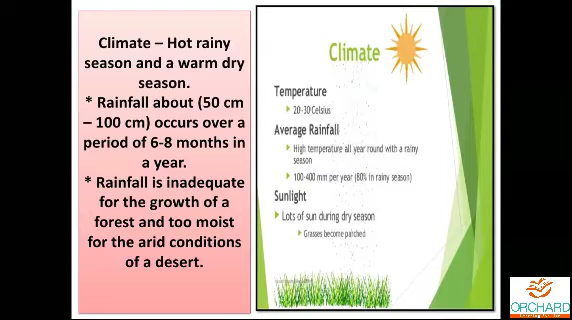 Climate – Hot rainy
season and a warm dry
season.
* Rainfall about (50 cm
– 100 cm) occurs over a
period of 6-8 months in
a year.
* Rainfall is inadequate
for the growth of a
forest and too moist
for the arid conditions
of a desert.
Climate
Temperature
20°-30°Celsius
Average Rainfall
High temperature all year round with a rainy
season
100-400 mm per year (80% in rainy season)
Sunlight
Lots of sun during dry season
Grasses become parched
ORCHARD